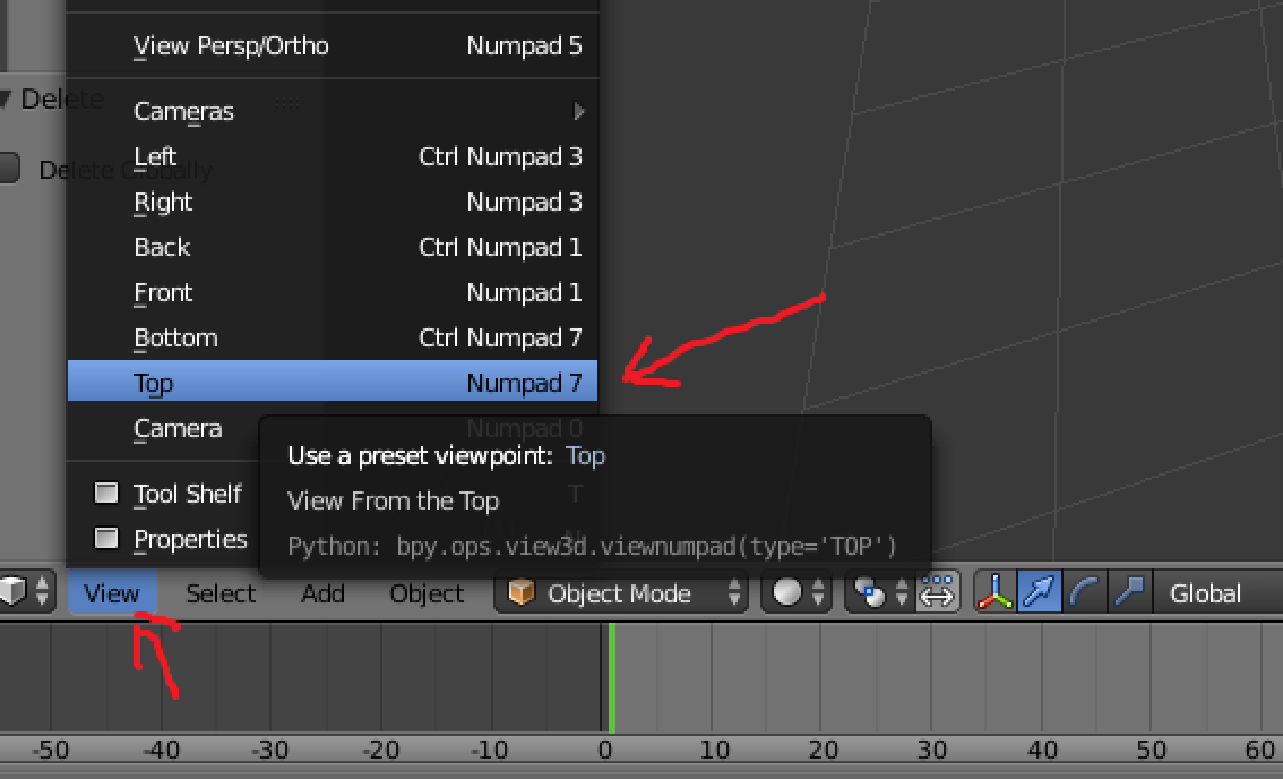 View Persp/Ortho Numpad 5
Delete
Cameras
Left Ctrl Numpad 3
Delete Globally
Right Numpad 3
Back Ctrl Numpad 1
Front Numpad 1
Bottom Ctrl Numpad 7
Top Numpad 7
Camera Numpad 0
Use a preset viewpoint: Top
Tool Shelf T
View From the Top
Properties
Python: bpy.ops.view3d.viewnumpad(type='TOP')
View Select Add Object Object Mode Global
-50 -40 -30 -20 -10 0 10 20 30 40 50 60